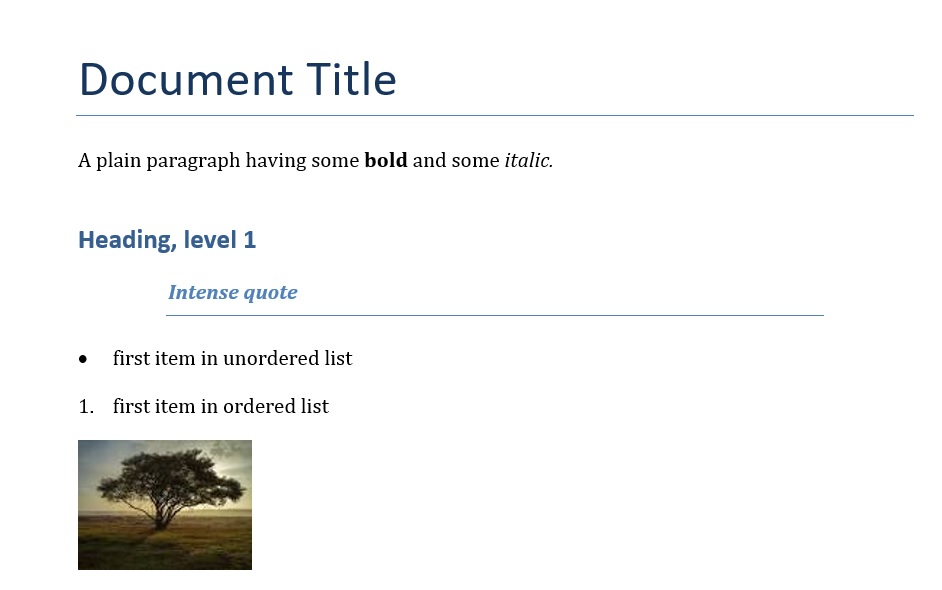 Document Title
A plain paragraph having some bold and some italic.
Heading, level 1
Intense quote
• first item in unordered list
1. first item in ordered list